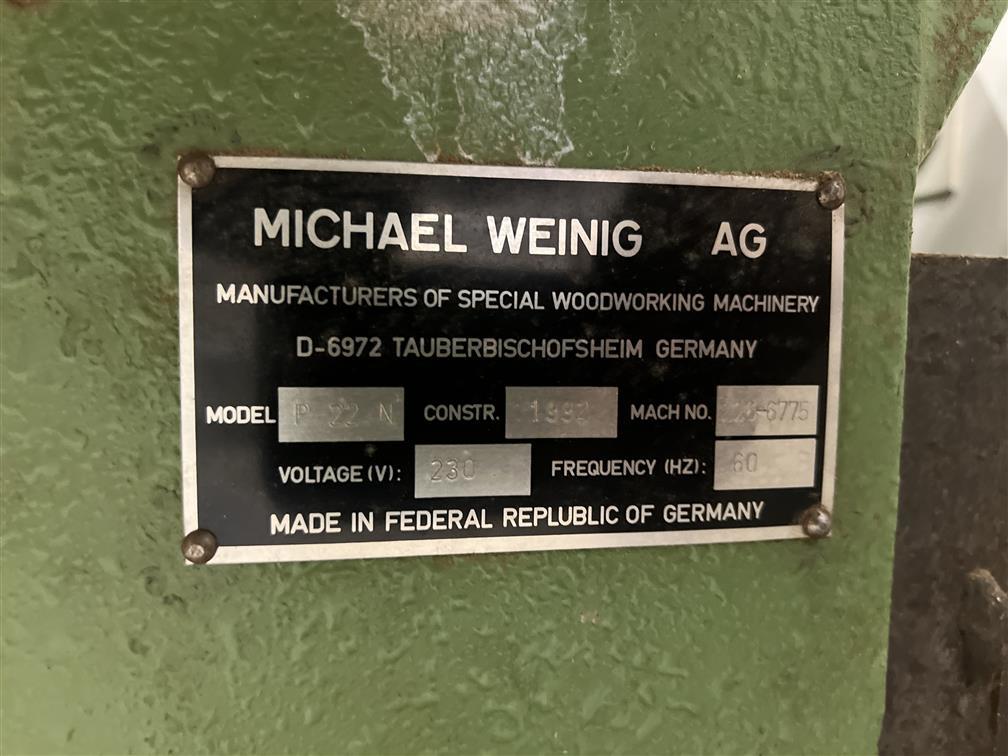 MICHAEL WEINIG AG
MANUFACTURERS OF SPECIAL WOODWORKING MACHINERY
D-6972 TAUBERBISCHOFSHEIM GERMANY
MODEL P 22 N CONSTR. 1992 MACH NO.
VOLTAGE (V): 230 FREQUENCY (HZ): 60
MADE IN FEDERAL REPLUBLIC OF GERMANY